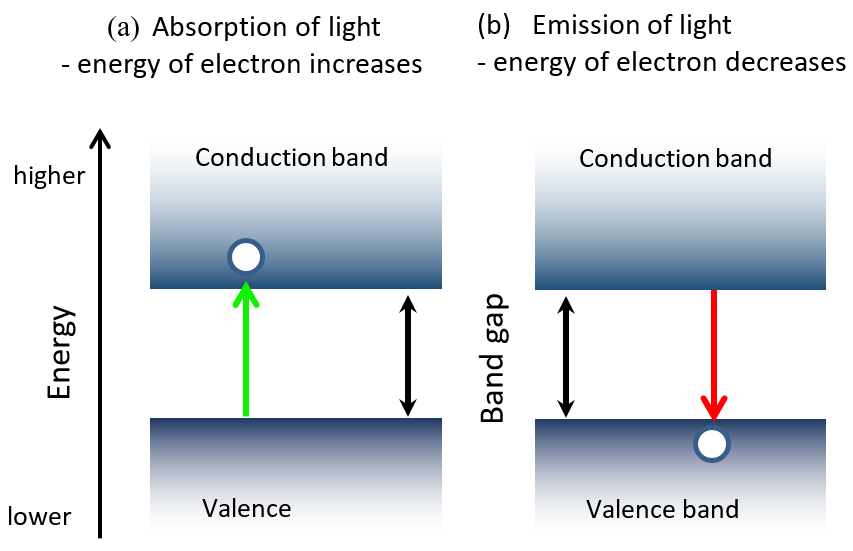 (a) Absorption of light
- energy of electron increases
(b) Emission of light
- energy of electron decreases
higher
Energy
lower
Conduction band
Valence
Band gap
Conduction band
Valence band